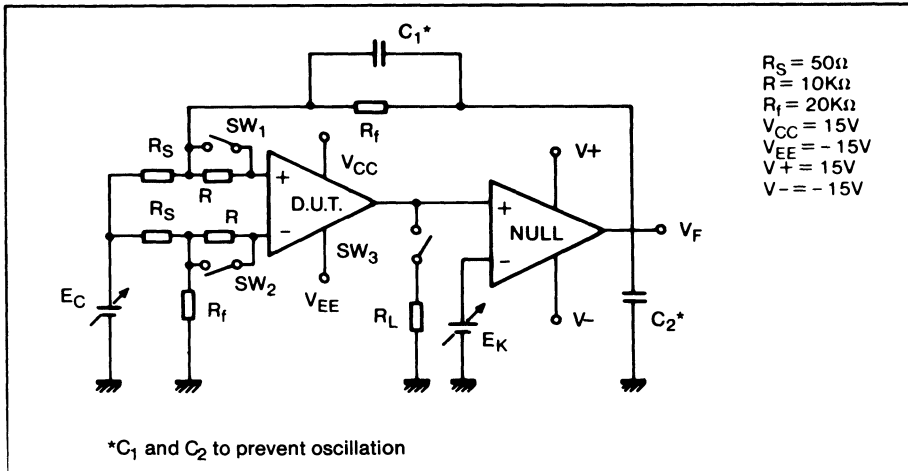 C1*
Rf
SW1
RS
R
VCC
+
D.U.T.
−
RS
R
SW2
VEE
SW3
EC
Rf
RL
V+
+
NULL
−
VF
V−
EK
C2*
RS = 50Ω
R = 10KΩ
Rf = 20KΩ
VCC = 15V
VEE = − 15V
V + = 15V
V − = − 15V
*C1 and C2 to prevent oscillation